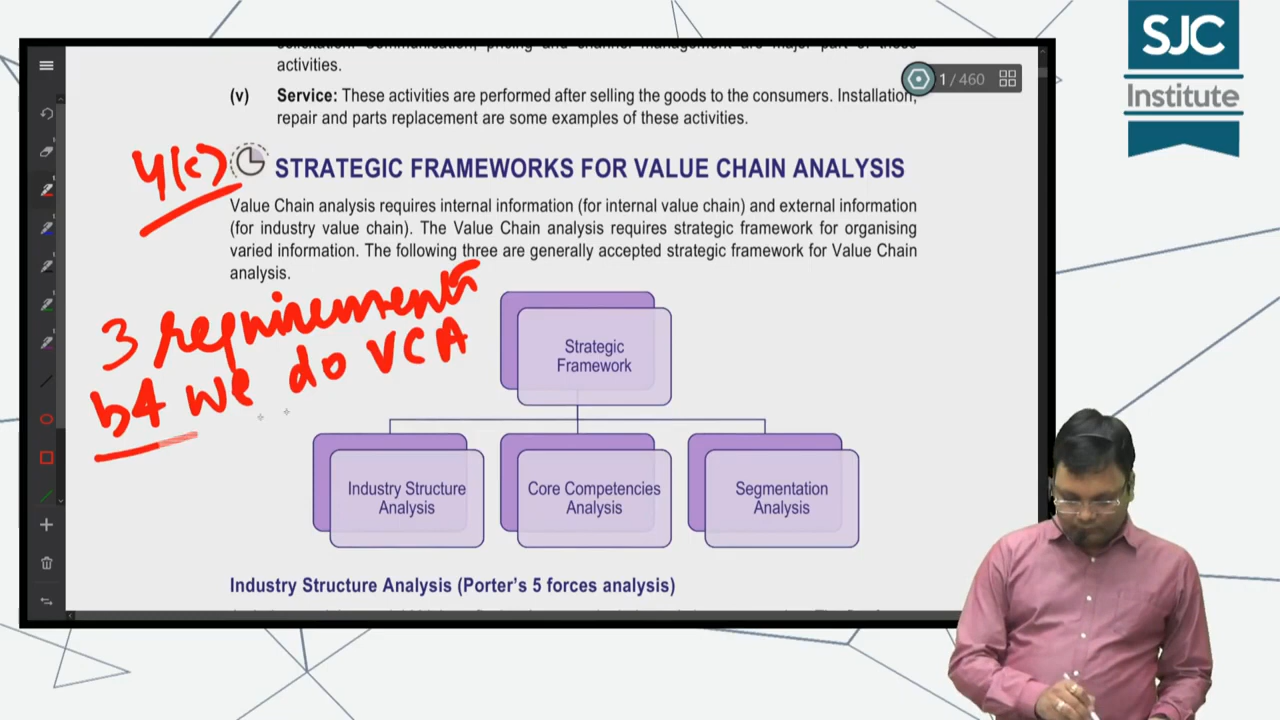 activities.
1 / 460
SJC
Institute
(v) Service: These activities are performed after selling the goods to the consumers. Installation,
repair and parts replacement are some examples of these activities.
4(c)
STRATEGIC FRAMEWORKS FOR VALUE CHAIN ANALYSIS
Value Chain analysis requires internal information (for internal value chain) and external information
(for industry value chain). The Value Chain analysis requires strategic framework for organising
varied information. The following three are generally accepted strategic framework for Value Chain
analysis.
3 requirements
b4 we do VCA
Strategic
Framework
Industry Structure
Analysis
Core Competencies
Analysis
Segmentation
Analysis
Industry Structure Analysis (Porter's 5 forces analysis)